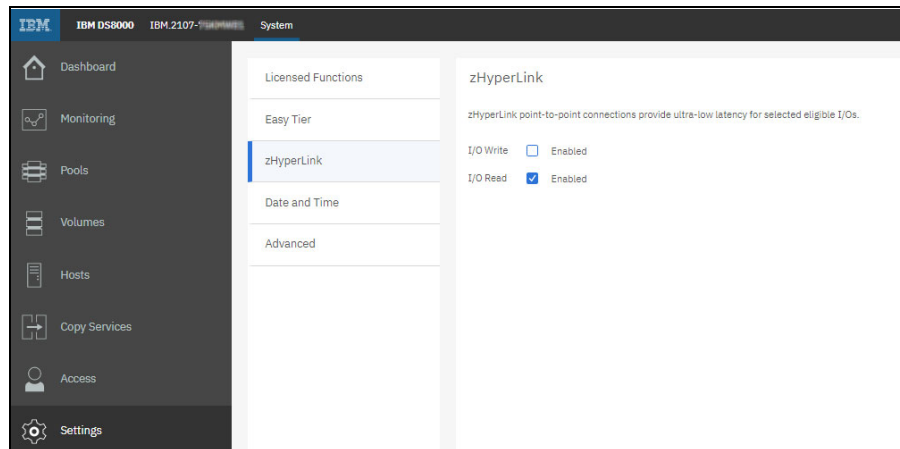 IBM IBM DS8000 IBM.2107- System
Dashboard
Monitoring
Pools
Volumes
Hosts
Copy Services
Access
Settings
Licensed Functions
Easy Tier
zHyperLink
Date and Time
Advanced
zHyperLink
zHyperLink point-to-point connections provide ultra-low latency for selected eligible I/Os.
I/O Write Enabled
I/O Read Enabled